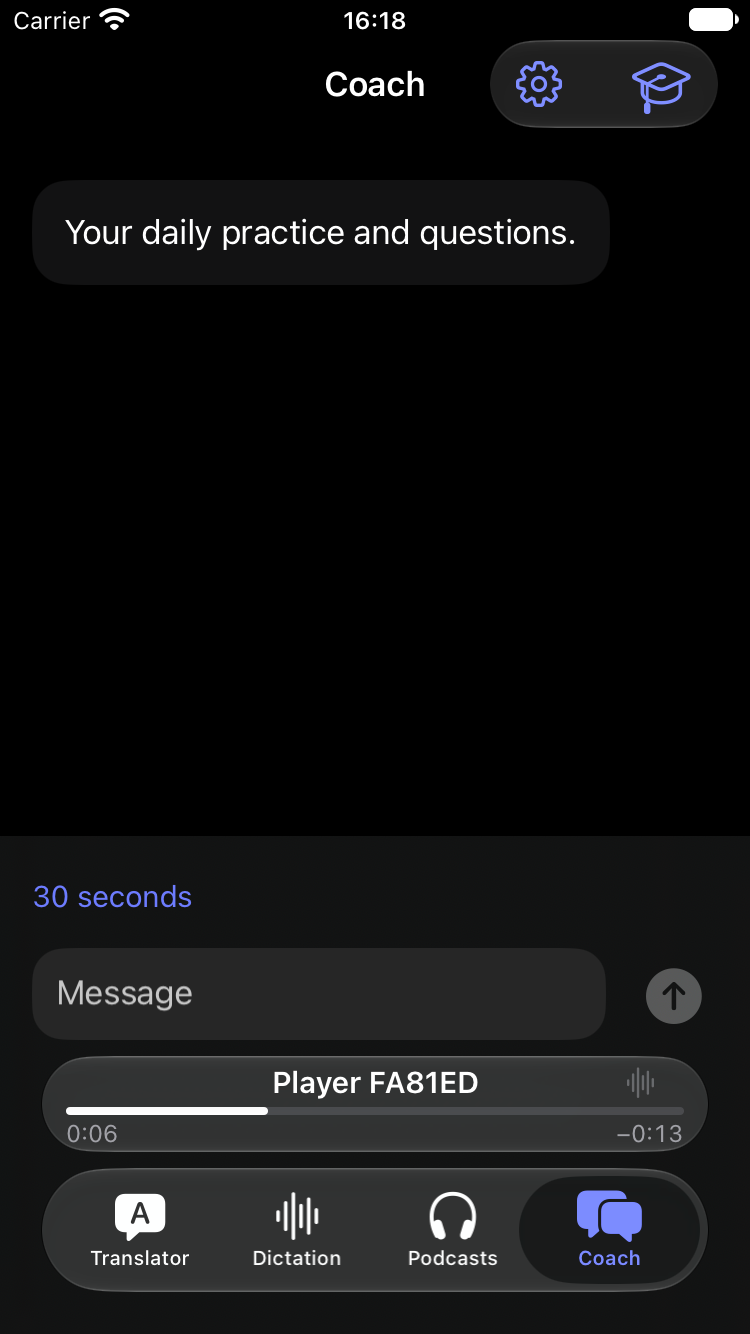 Carrier 16:18
Coach
Your daily practice and questions.
30 seconds
Message
Player FA81ED
0:06 −0:13
A
Translator Dictation Podcasts Coach